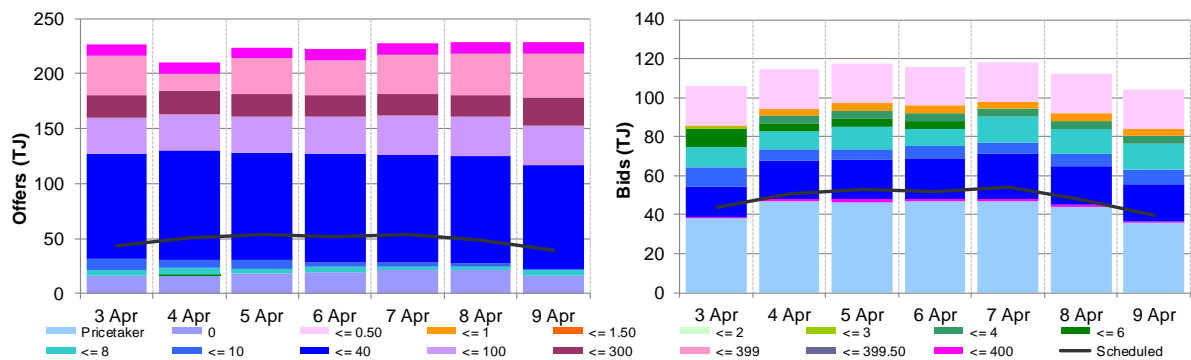 250
200
150
100
50
0
Offers (TJ)
3 Apr 4 Apr 5 Apr 6 Apr 7 Apr 8 Apr 9 Apr
140
120
100
80
60
40
20
0
Bids (TJ)
3 Apr 4 Apr 5 Apr 6 Apr 7 Apr 8 Apr 9 Apr
Pricetaker 0 <= 0.50 <= 1 <= 1.50 <= 2 <= 3 <= 4 <= 6
<= 8 <= 10 <= 40 <= 100 <= 300 <= 399 <= 399.50 <= 400 Scheduled